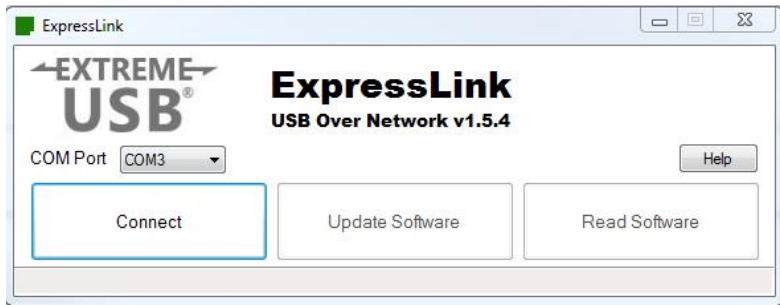 ExpressLink
EXTREME
USB®
ExpressLink
USB Over Network v1.5.4
COM Port COM3
Help
Connect Update Software Read Software